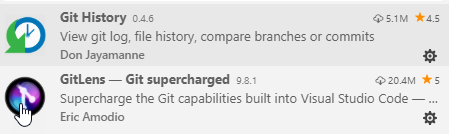 Git History 0.4.6 5.1M 4.5
View git log, file history, compare branches or commits
Don Jayamanne
GitLens — Git supercharged 9.8.1 20.4M 5
Supercharge the Git capabilities built into Visual Studio Code — ...
Eric Amodio